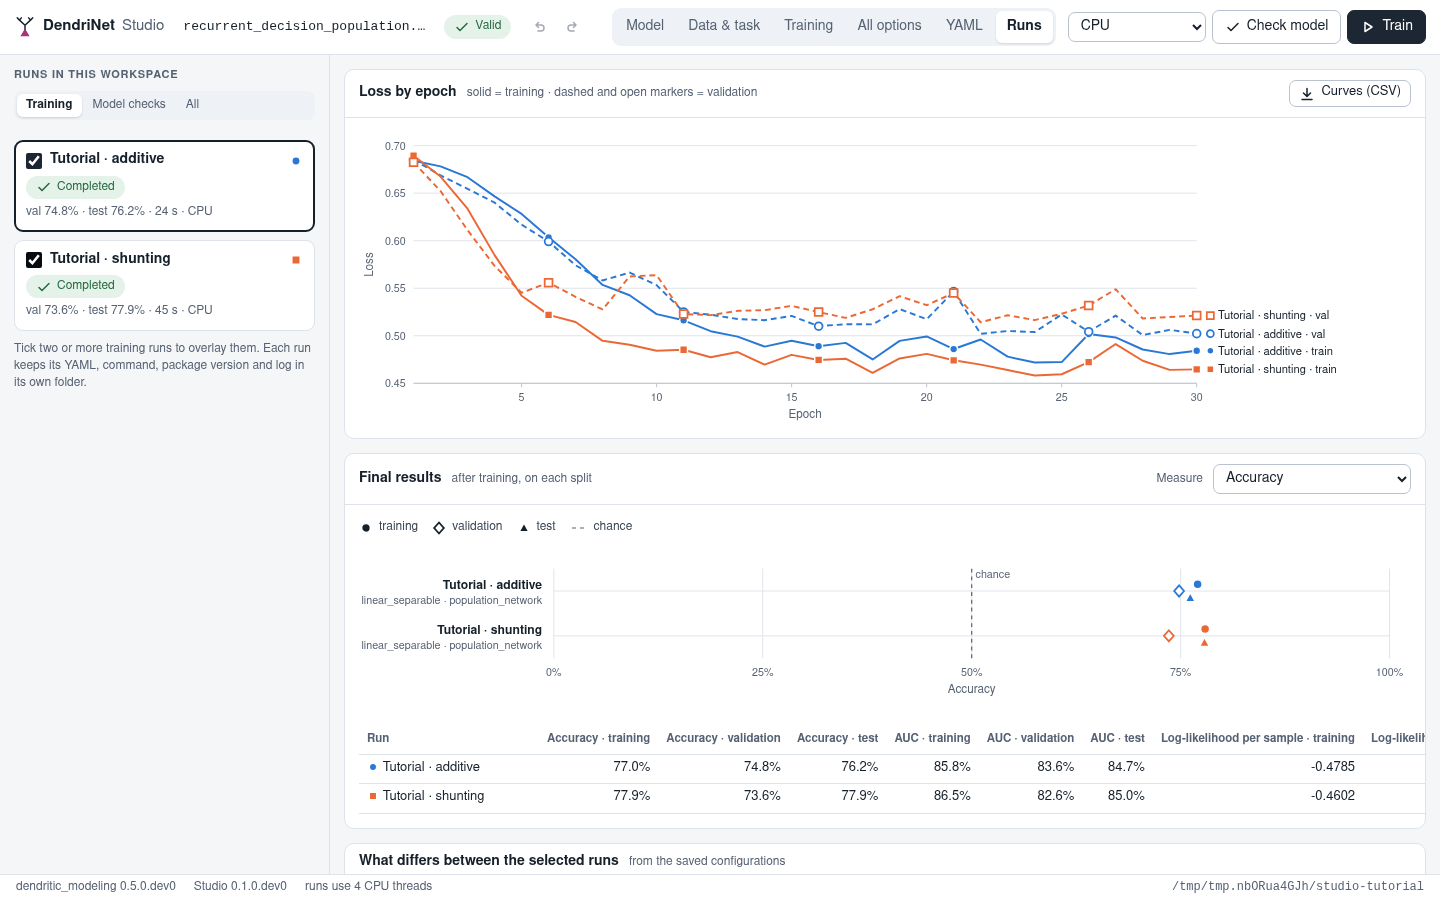 DendriNet Studio
recurrent_decision_population.…
Valid
Model
Data & task
Training
All options
YAML
Runs
CPU
Check model
Train
RUNS IN THIS WORKSPACE
Training
Model checks
All
Tutorial · additive
Completed
val 74.8% · test 76.2% · 24 s · CPU
Tutorial · shunting
Completed
val 73.6% · test 77.9% · 45 s · CPU
Tick two or more training runs to overlay them. Each run
keeps its YAML, command, package version and log in
its own folder.
Loss by epoch
solid = training · dashed and open markers = validation
Curves (CSV)
0.70
0.65
0.60
0.55
0.50
0.45
Loss
5
10
15
20
25
30
Epoch
Tutorial · shunting · val
Tutorial · additive · val
Tutorial · additive · train
Tutorial · shunting · train
Final results
after training, on each split
Measure
Accuracy
training
validation
test
chance
chance
Tutorial · additive
linear_separable · population_network
Tutorial · shunting
linear_separable · population_network
0%
25%
50%
75%
100%
Accuracy
Run Accuracy · training Accuracy · validation Accuracy · test AUC · training AUC · validation AUC · test Log-likelihood per sample · training Log-likelih
Tutorial · additive 77.0% 74.8% 76.2% 85.8% 83.6% 84.7% -0.4785
Tutorial · shunting 77.9% 73.6% 77.9% 86.5% 82.6% 85.0% -0.4602
What differs between the selected runs
from the saved configurations
dendritic_modeling 0.5.0.dev0
Studio 0.1.0.dev0
runs use 4 CPU threads
/tmp/tmp.nbORua4GJh/studio-tutorial